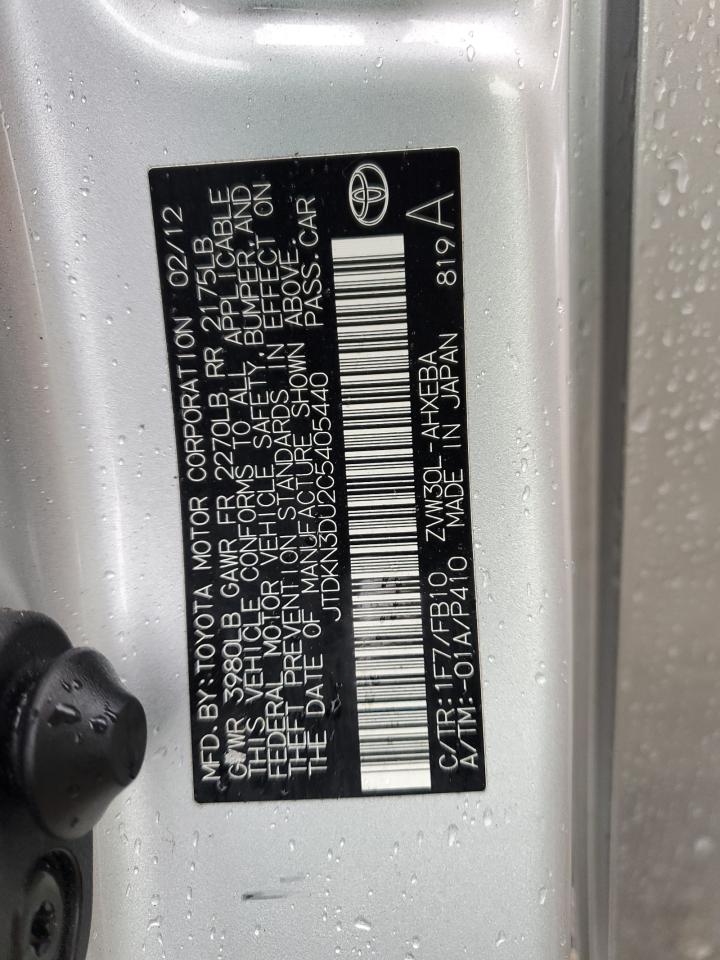 MFD. BY: TOYOTA MOTOR CORPORATION 02/12
GVWR 3980LB GAWR FR 2270LB RR 2175LB
THIS VEHICLE CONFORMS TO ALL APPLICABLE
FEDERAL MOTOR VEHICLE SAFETY, BUMPER, AND
THEFT PREVENTION STANDARDS IN EFFECT ON
THE DATE OF MANUFACTURE SHOWN ABOVE.
JTDKN3DU2C5405440 PASS. CAR
C/TR: 1F7/FB10 ZVW30L-AHXEBA
A/TM: -01A/P410 MADE IN JAPAN 819 A